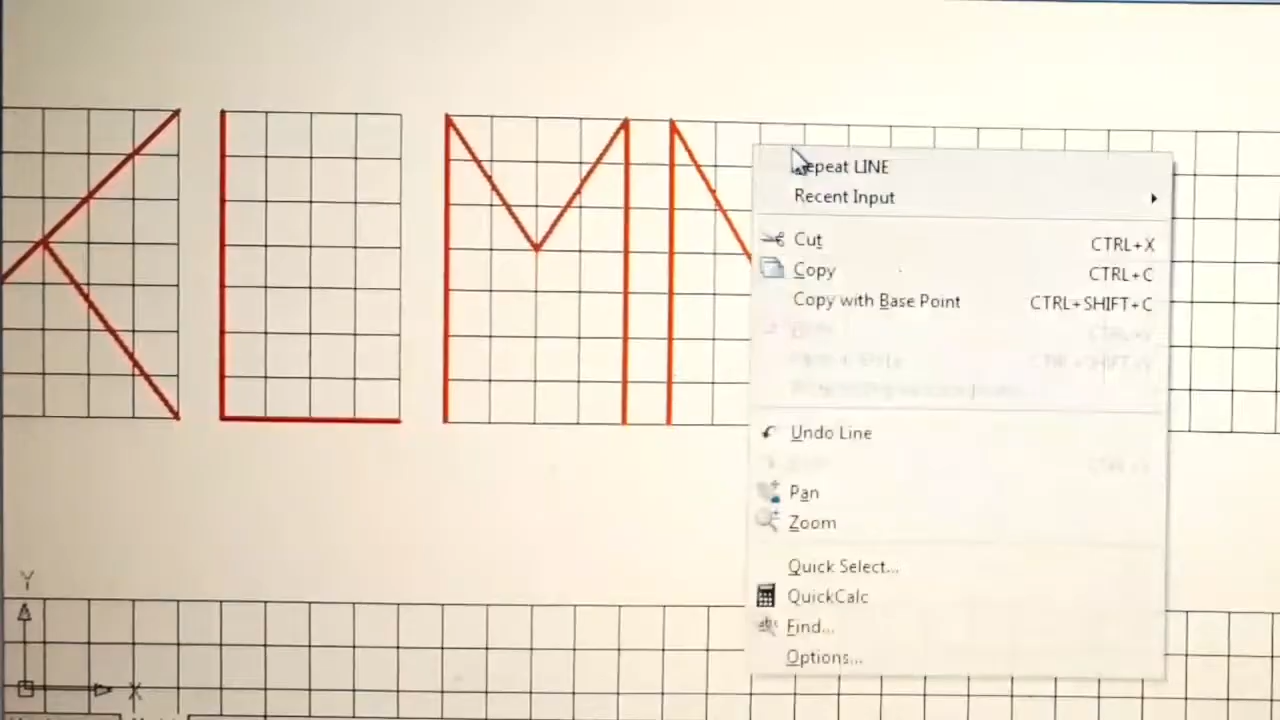 K L M N
Repeat LINE
Recent Input
Cut CTRL+X
Copy CTRL+C
Copy with Base Point CTRL+SHIFT+C
Undo Line
Pan
Zoom
Quick Select...
QuickCalc
Find...
Options...
Y
X